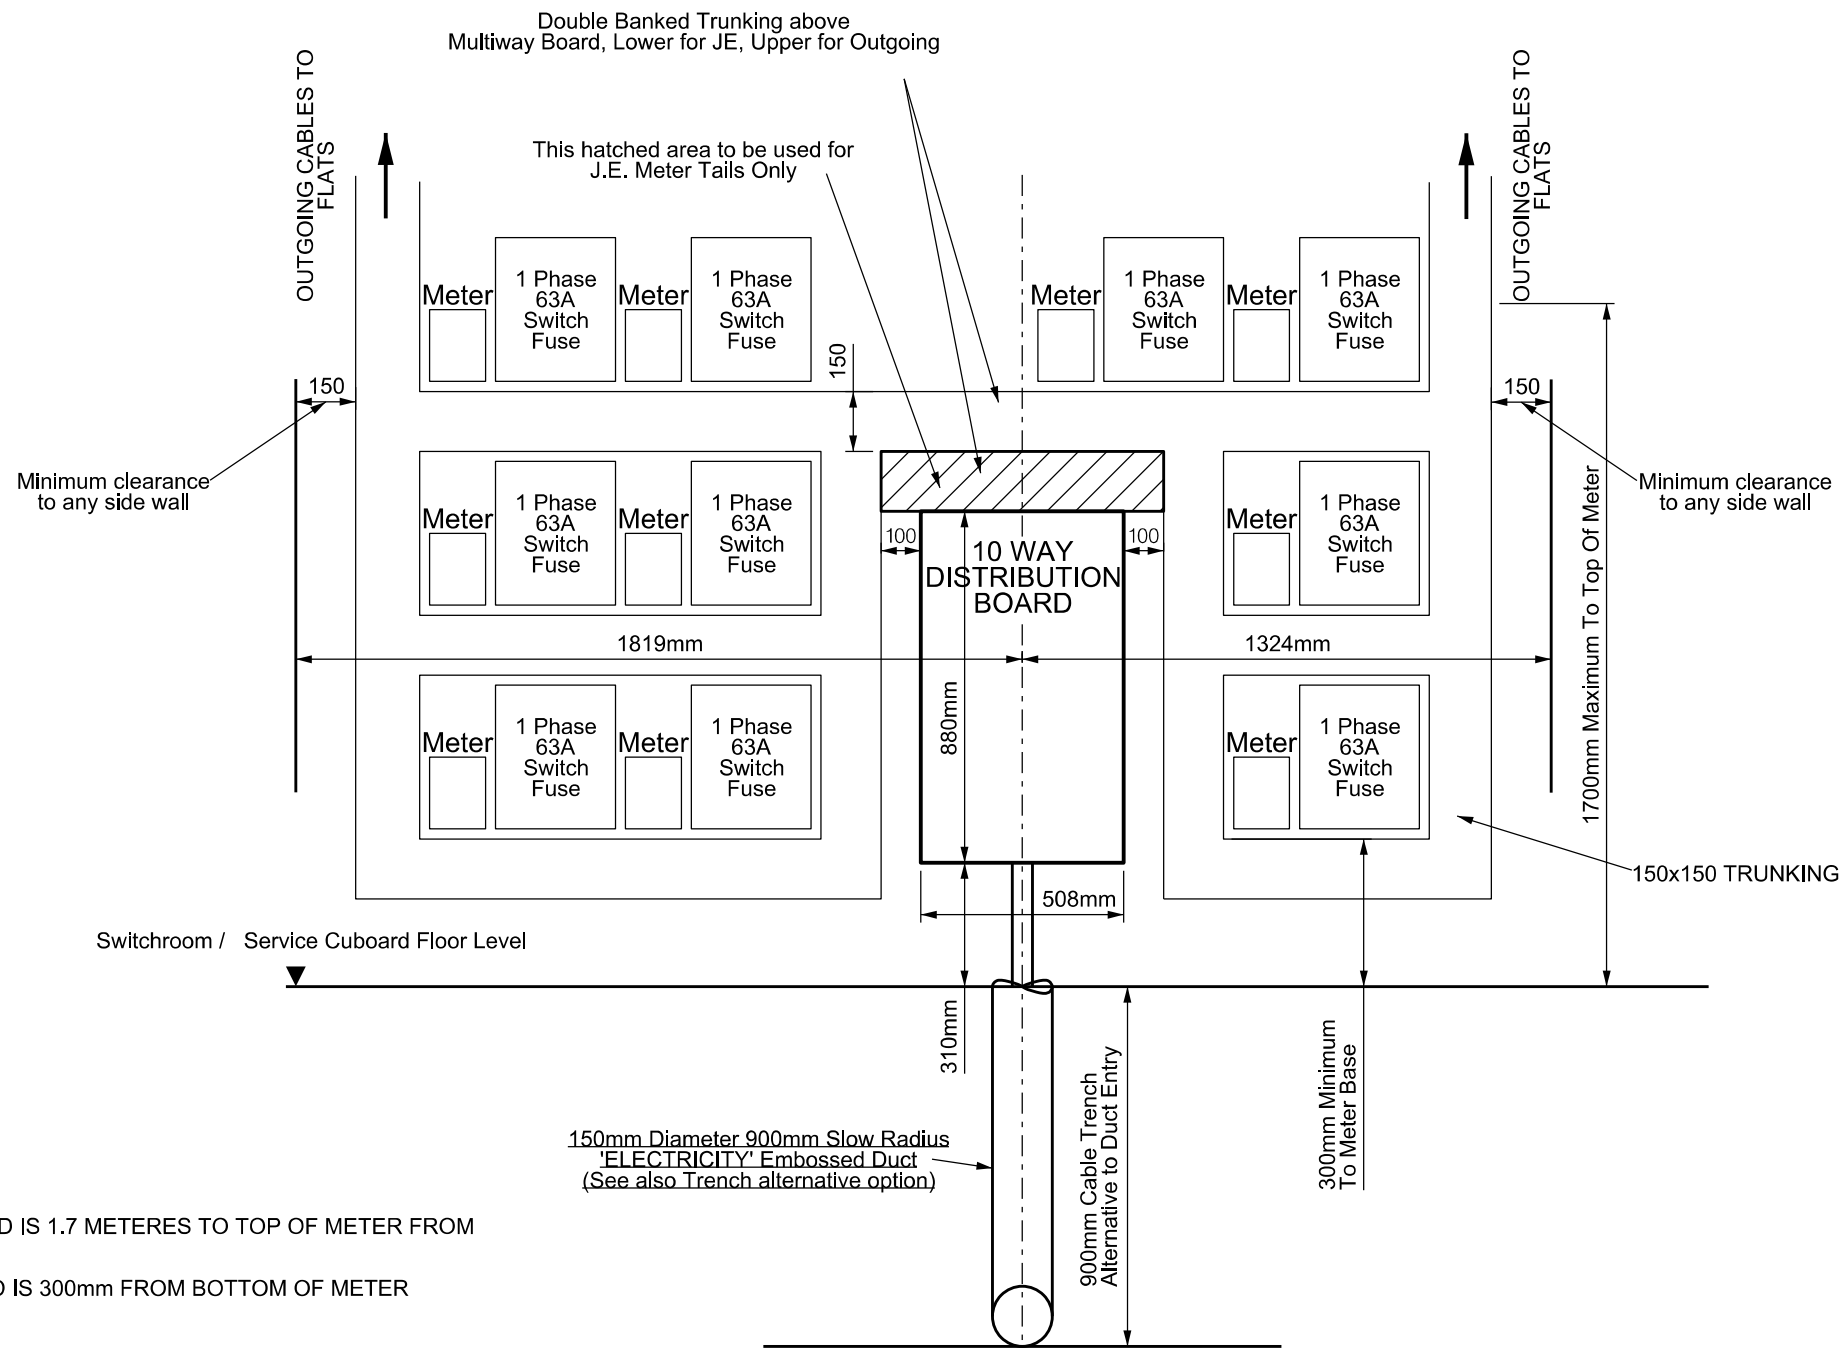 Double Banked Trunking above
Multiway Board, Lower for JE, Upper for Outgoing
OUTGOING CABLES TO
FLATS
This hatched area to be used for
J.E. Meter Tails Only
OUTGOING CABLES TO
FLATS
Meter
1 Phase
63A
Switch
Fuse
Meter
1 Phase
63A
Switch
Fuse
Meter
1 Phase
63A
Switch
Fuse
Meter
1 Phase
63A
Switch
Fuse
150
150
150
Minimum clearance
to any side wall
Meter
1 Phase
63A
Switch
Fuse
Meter
1 Phase
63A
Switch
Fuse
100
100
10 WAY
DISTRIBUTION
BOARD
Meter
1 Phase
63A
Switch
Fuse
Minimum clearance
to any side wall
1700mm Maximum To Top Of Meter
1819mm
1324mm
Meter
1 Phase
63A
Switch
Fuse
Meter
1 Phase
63A
Switch
Fuse
880mm
Meter
1 Phase
63A
Switch
Fuse
150x150 TRUNKING
508mm
Switchroom / Service Cuboard Floor Level
310mm
900mm Cable Trench
Alternative to Duct Entry
300mm Minimum
To Meter Base
150mm Diameter 900mm Slow Radius
'ELECTRICITY' Embossed Duct
(See also Trench alternative option)
D IS 1.7 METERES TO TOP OF METER FROM
D IS 300mm FROM BOTTOM OF METER